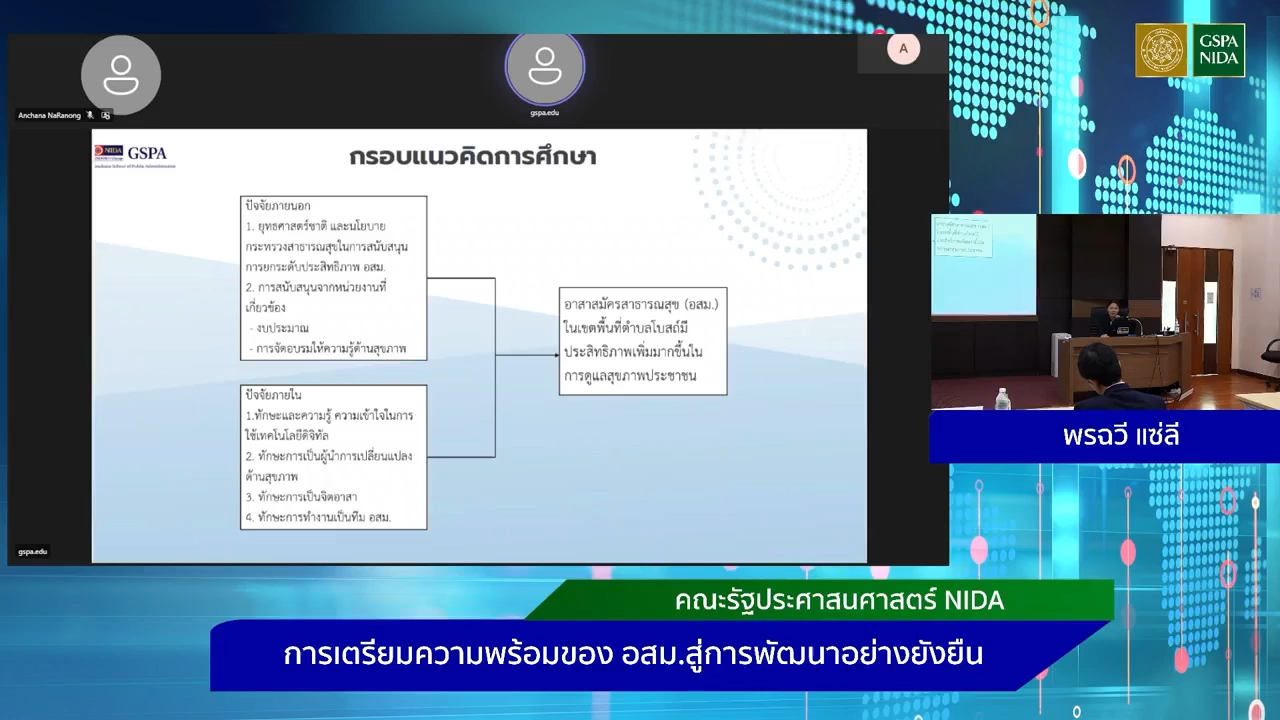 GSPA
NIDA
A
Anchana NaRanong
gspa.edu
NIDA GSPA
กรอบแนวคิดการศึกษา
ปัจจัยภายนอก
1. ยุทธศาสตร์ชาติ และนโยบาย
กระทรวงสาธารณสุขในการสนับสนุน
การยกระดับประสิทธิภาพ อสม.
2. การสนับสนุนจากหน่วยงานที่
เกี่ยวข้อง
- งบประมาณ
- การจัดอบรมให้ความรู้ด้านสุขภาพ
ปัจจัยภายใน
1.ทักษะและความรู้ ความเข้าใจในการ
ใช้เทคโนโลยีดิจิทัล
2. ทักษะการเป็นผู้นำการเปลี่ยนแปลง
ด้านสุขภาพ
3. ทักษะการเป็นจิตอาสา
4. ทักษะการทำงานเป็นทีม อสม.
อาสาสมัครสาธารณสุข (อสม.)
ในเขตพื้นที่ตำบลโบสถ์มี
ประสิทธิภาพเพิ่มมากขึ้นใน
การดูแลสุขภาพประชาชน
gspa.edu
พรฉวี แซ่ลี
คณะรัฐประศาสนศาสตร์ NIDA
การเตรียมความพร้อมของ อสม.สู่การพัฒนาอย่างยั่งยืน